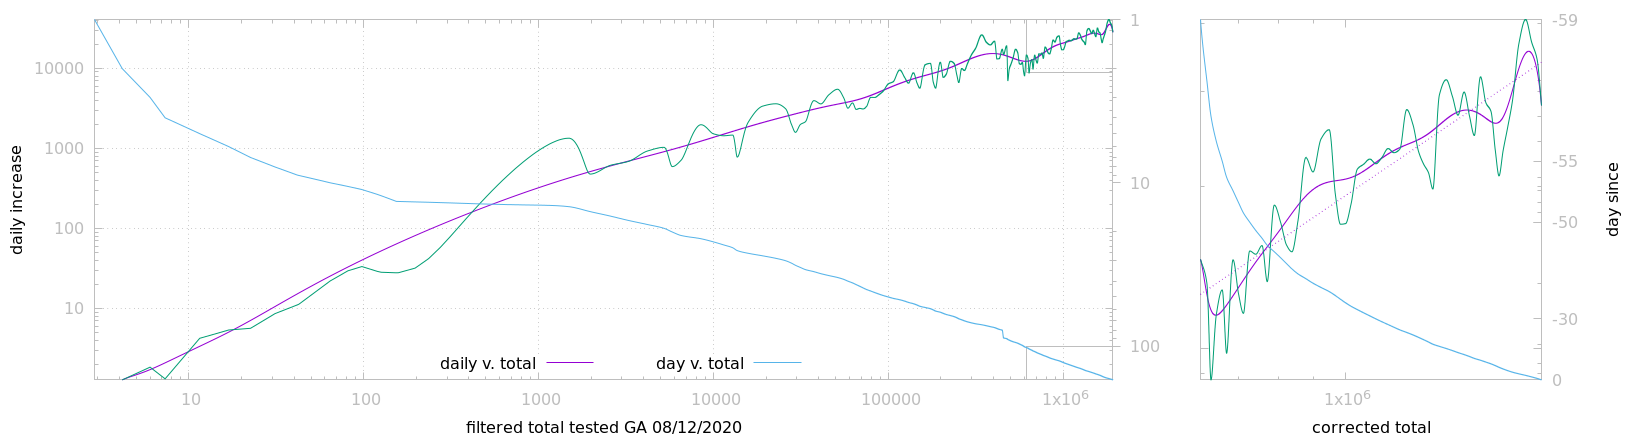 daily increase
10000
1000
100
10
10
100
1000
10000
100000
1x10^6
filtered total tested GA 08/12/2020
daily v. total
day v. total
1
10
100
1x10^6
corrected total
-59
-55
-50
-30
0
day since